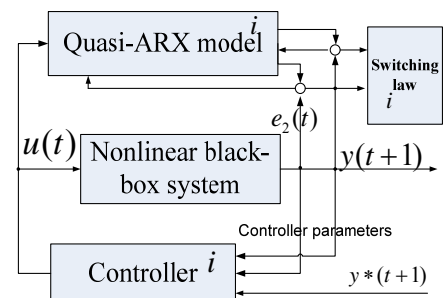 Quasi-ARX model i
Switching
law
i
e₂(t)
u(t)
Nonlinear black-
box system
y(t+1)
Controller parameters
Controller i
y*(t+1)